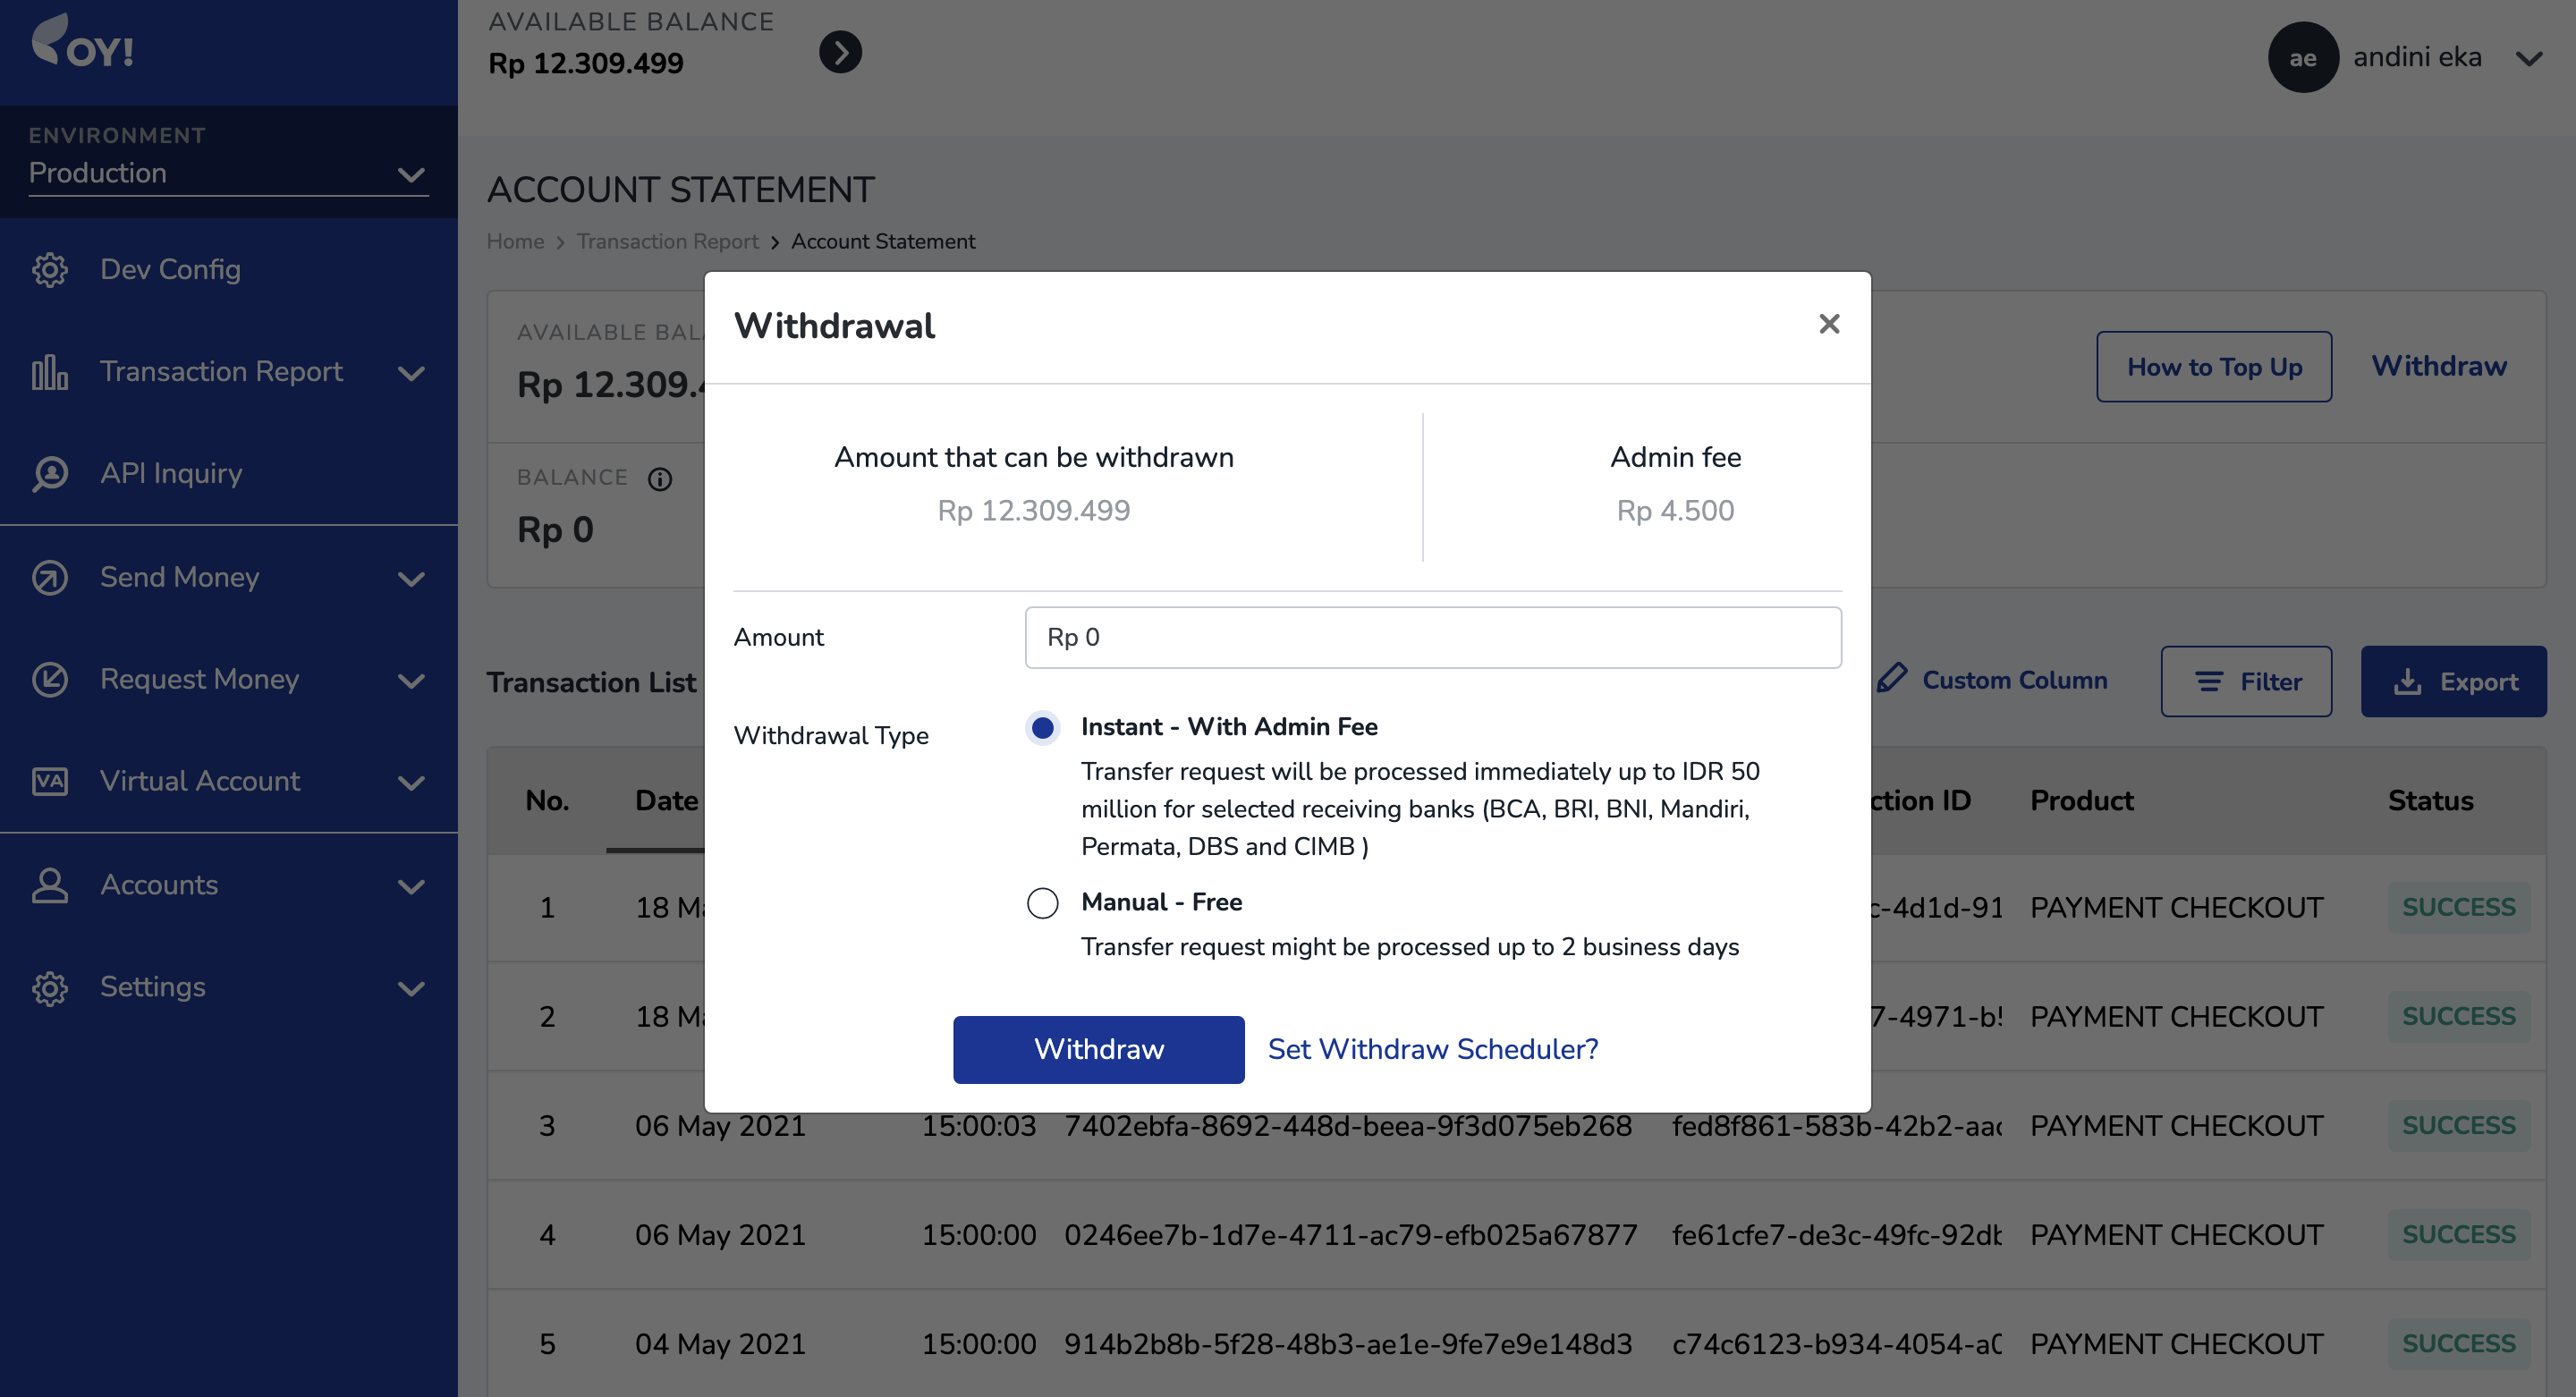 OY!
AVAILABLE BALANCE
Rp 12.309.499
ae
andini eka
ENVIRONMENT
Production
Dev Config
Transaction Report
API Inquiry
Send Money
Request Money
Virtual Account
VA
Accounts
Settings
ACCOUNT STATEMENT
Home > Transaction Report > Account Statement
AVAILABLE
Rp 12.309.
How to Top Up
Withdraw
BALANCE
Rp 0
Withdrawal
Amount that can be withdrawn
Rp 12.309.499
Admin fee
Rp 4.500
Amount
Rp 0
Withdrawal Type
Instant - With Admin Fee
Transfer request will be processed immediately up to IDR 50
million for selected receiving banks (BCA, BRI, BNI, Mandiri,
Permata, DBS and CIMB )
Manual - Free
Transfer request might be processed up to 2 business days
Withdraw
Set Withdraw Scheduler?
Transaction List
Custom Column
Filter
Export
No. Date ction ID Product Status
1 18 c-4d1d-91 PAYMENT CHECKOUT SUCCESS
2 18 7-4971-b PAYMENT CHECKOUT SUCCESS
3 06 May 2021 15:00:03 7402ebfa-8692-448d-beea-9f3d075eb268 fed8f861-583b-42b2-aa PAYMENT CHECKOUT SUCCESS
4 06 May 2021 15:00:00 0246ee7b-1d7e-4711-ac79-efb025a67877 fe61cfe7-de3c-49fc-92d PAYMENT CHECKOUT SUCCESS
5 04 May 2021 15:00:00 914b2b8b-5f28-48b3-ae1e-9fe7e9e148d3 c74c6123-b934-4054-a PAYMENT CHECKOUT SUCCESS